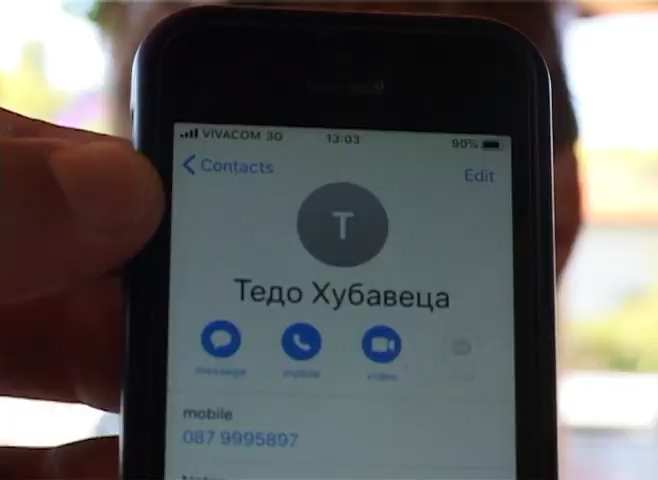 VIVACOM 3G 13:03 90%
Contacts Edit
T
Тедо Хубавеца
message mobile video
mobile
087 9995897